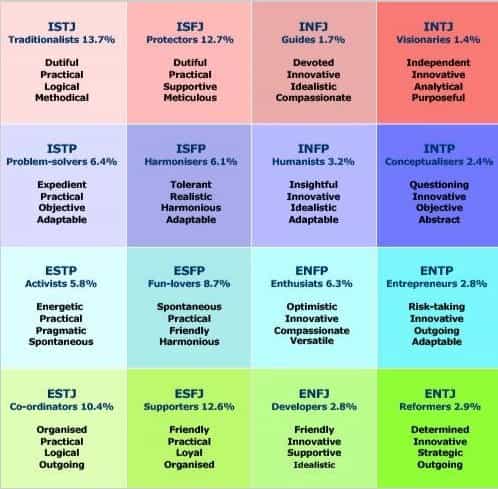 ISTJ
Traditionalists 13.7%
Dutiful
Practical
Logical
Methodical
ISFJ
Protectors 12.7%
Dutiful
Practical
Supportive
Meticulous
INFJ
Guides 1.7%
Devoted
Innovative
Idealistic
Compassionate
INTJ
Visionaries 1.4%
Independent
Innovative
Analytical
Purposeful
ISTP
Problem-solvers 6.4%
Expedient
Practical
Objective
Adaptable
ISFP
Harmonisers 6.1%
Tolerant
Realistic
Harmonious
Adaptable
INFP
Humanists 3.2%
Insightful
Innovative
Idealistic
Adaptable
INTP
Conceptualisers 2.4%
Questioning
Innovative
Objective
Abstract
ESTP
Activists 5.8%
Energetic
Practical
Pragmatic
Spontaneous
ESFP
Fun-lovers 8.7%
Spontaneous
Practical
Friendly
Harmonious
ENFP
Enthusiats 6.3%
Optimistic
Innovative
Compassionate
Versatile
ENTP
Entrepreneurs 2.8%
Risk-taking
Innovative
Outgoing
Adaptable
ESTJ
Co-ordinators 10.4%
Organised
Practical
Logical
Outgoing
ESFJ
Supporters 12.6%
Friendly
Practical
Loyal
Organised
ENFJ
Developers 2.8%
Friendly
Innovative
Supportive
Idealistic
ENTJ
Reformers 2.9%
Determined
Innovative
Strategic
Outgoing